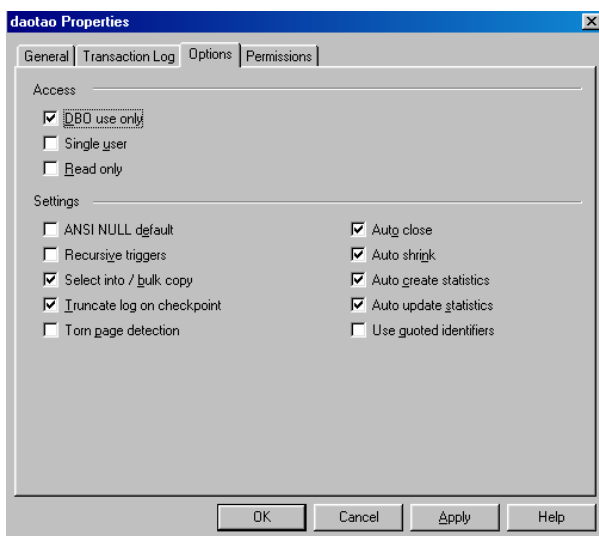 daotao Properties
General Transaction Log Options Permissions
Access
DBO use only
Single user
Read only
Settings
ANSI NULL default
Recursive triggers
Select into / bulk copy
Truncate log on checkpoint
Torn page detection
Auto close
Auto shrink
Auto create statistics
Auto update statistics
Use quoted identifiers
OK Cancel Apply Help